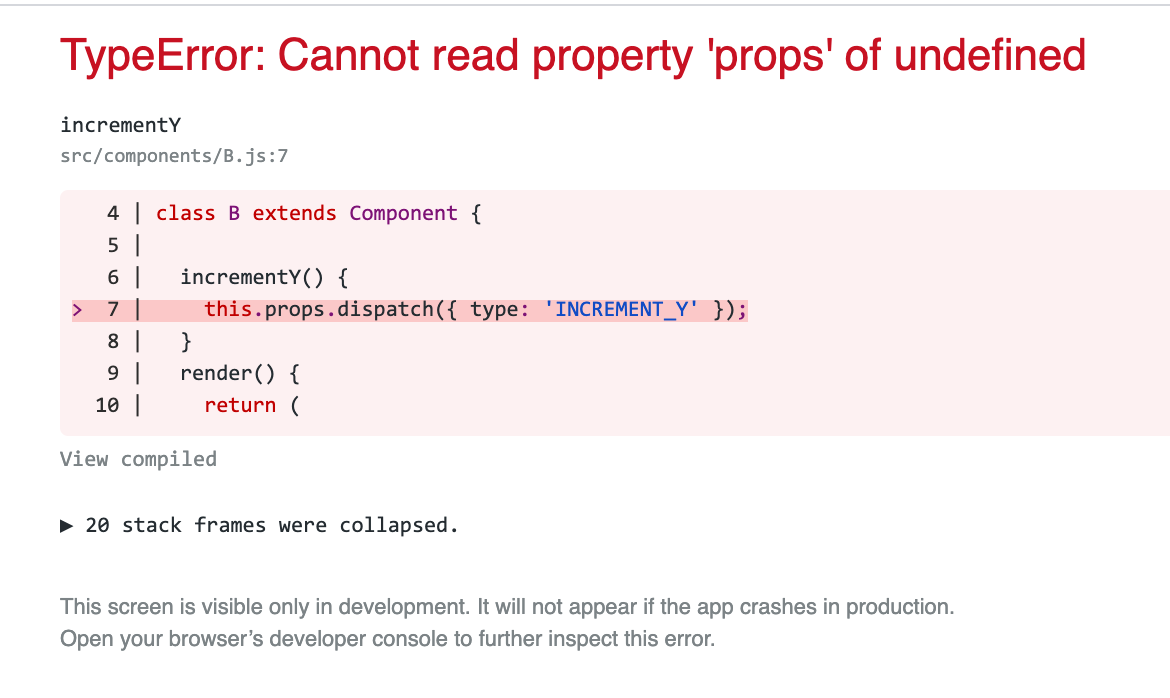 TypeError: Cannot read property 'props' of undefined
incrementY
src/components/B.js:7
4 | class B extends Component {
5 |
6 |   incrementY() {
> 7 |     this.props.dispatch({ type: 'INCREMENT_Y' });
8 |   }
9 |   render() {
10 |     return (
View compiled
▶ 20 stack frames were collapsed.
This screen is visible only in development. It will not appear if the app crashes in production.
Open your browser’s developer console to further inspect this error.